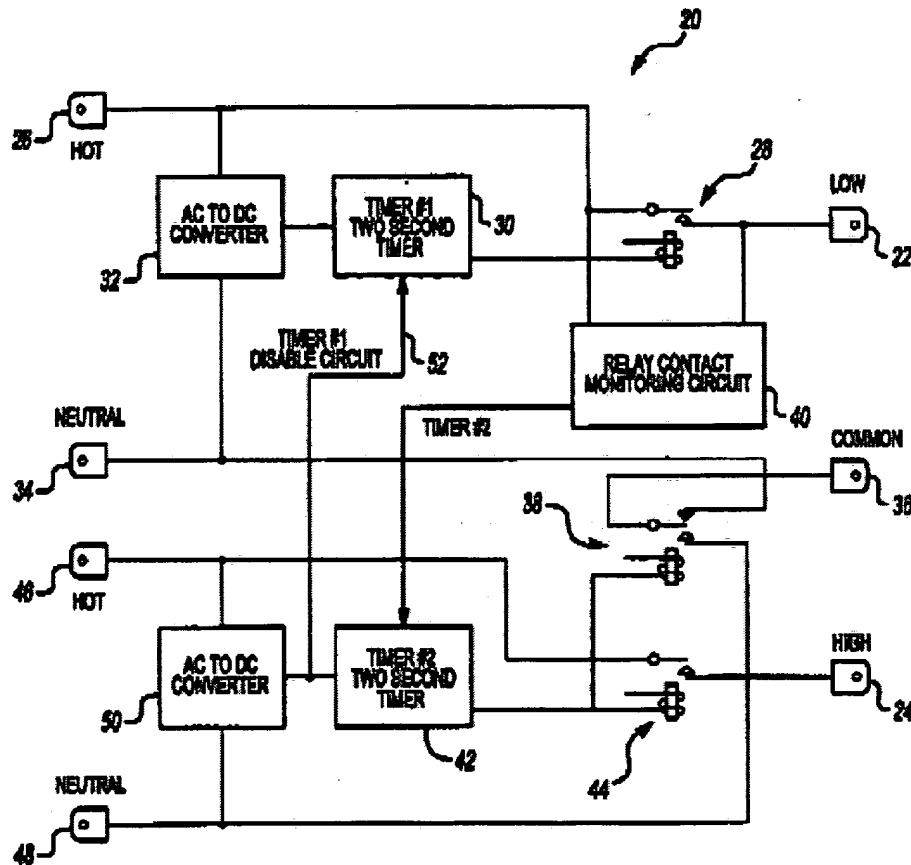 20
26
HOT
AC TO DC
CONVERTER
32
TIMER #1
TWO SECOND
TIMER
30
28
LOW
22
TIMER #1
DISABLE CIRCUIT
52
RELAY CONTACT
MONITORING CIRCUIT
40
NEUTRAL
34
TIMER #2
COMMON
36
38
46
HOT
AC TO DC
CONVERTER
50
TIMER #2
TWO SECOND
TIMER
42
44
HIGH
24
NEUTRAL
48